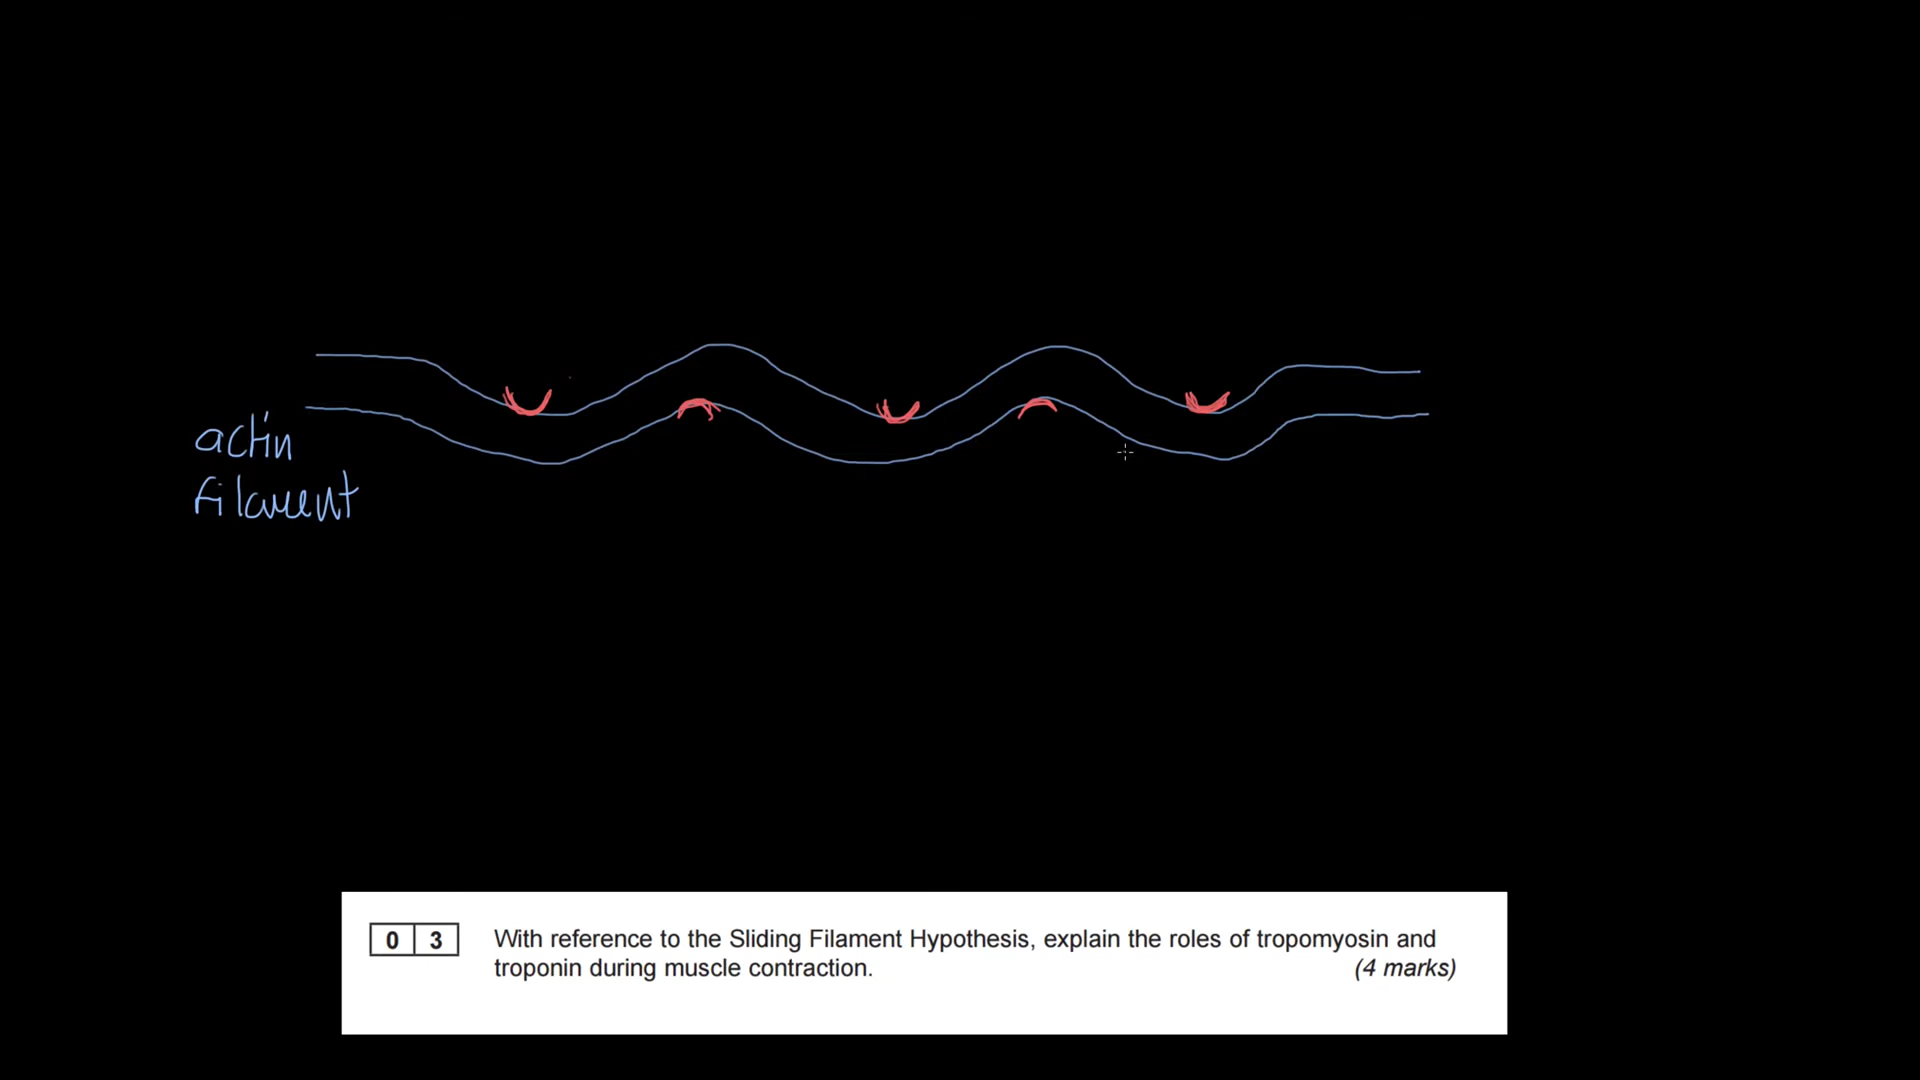 actin
filament
0 3 With reference to the Sliding Filament Hypothesis, explain the roles of tropomyosin and
troponin during muscle contraction. (4 marks)